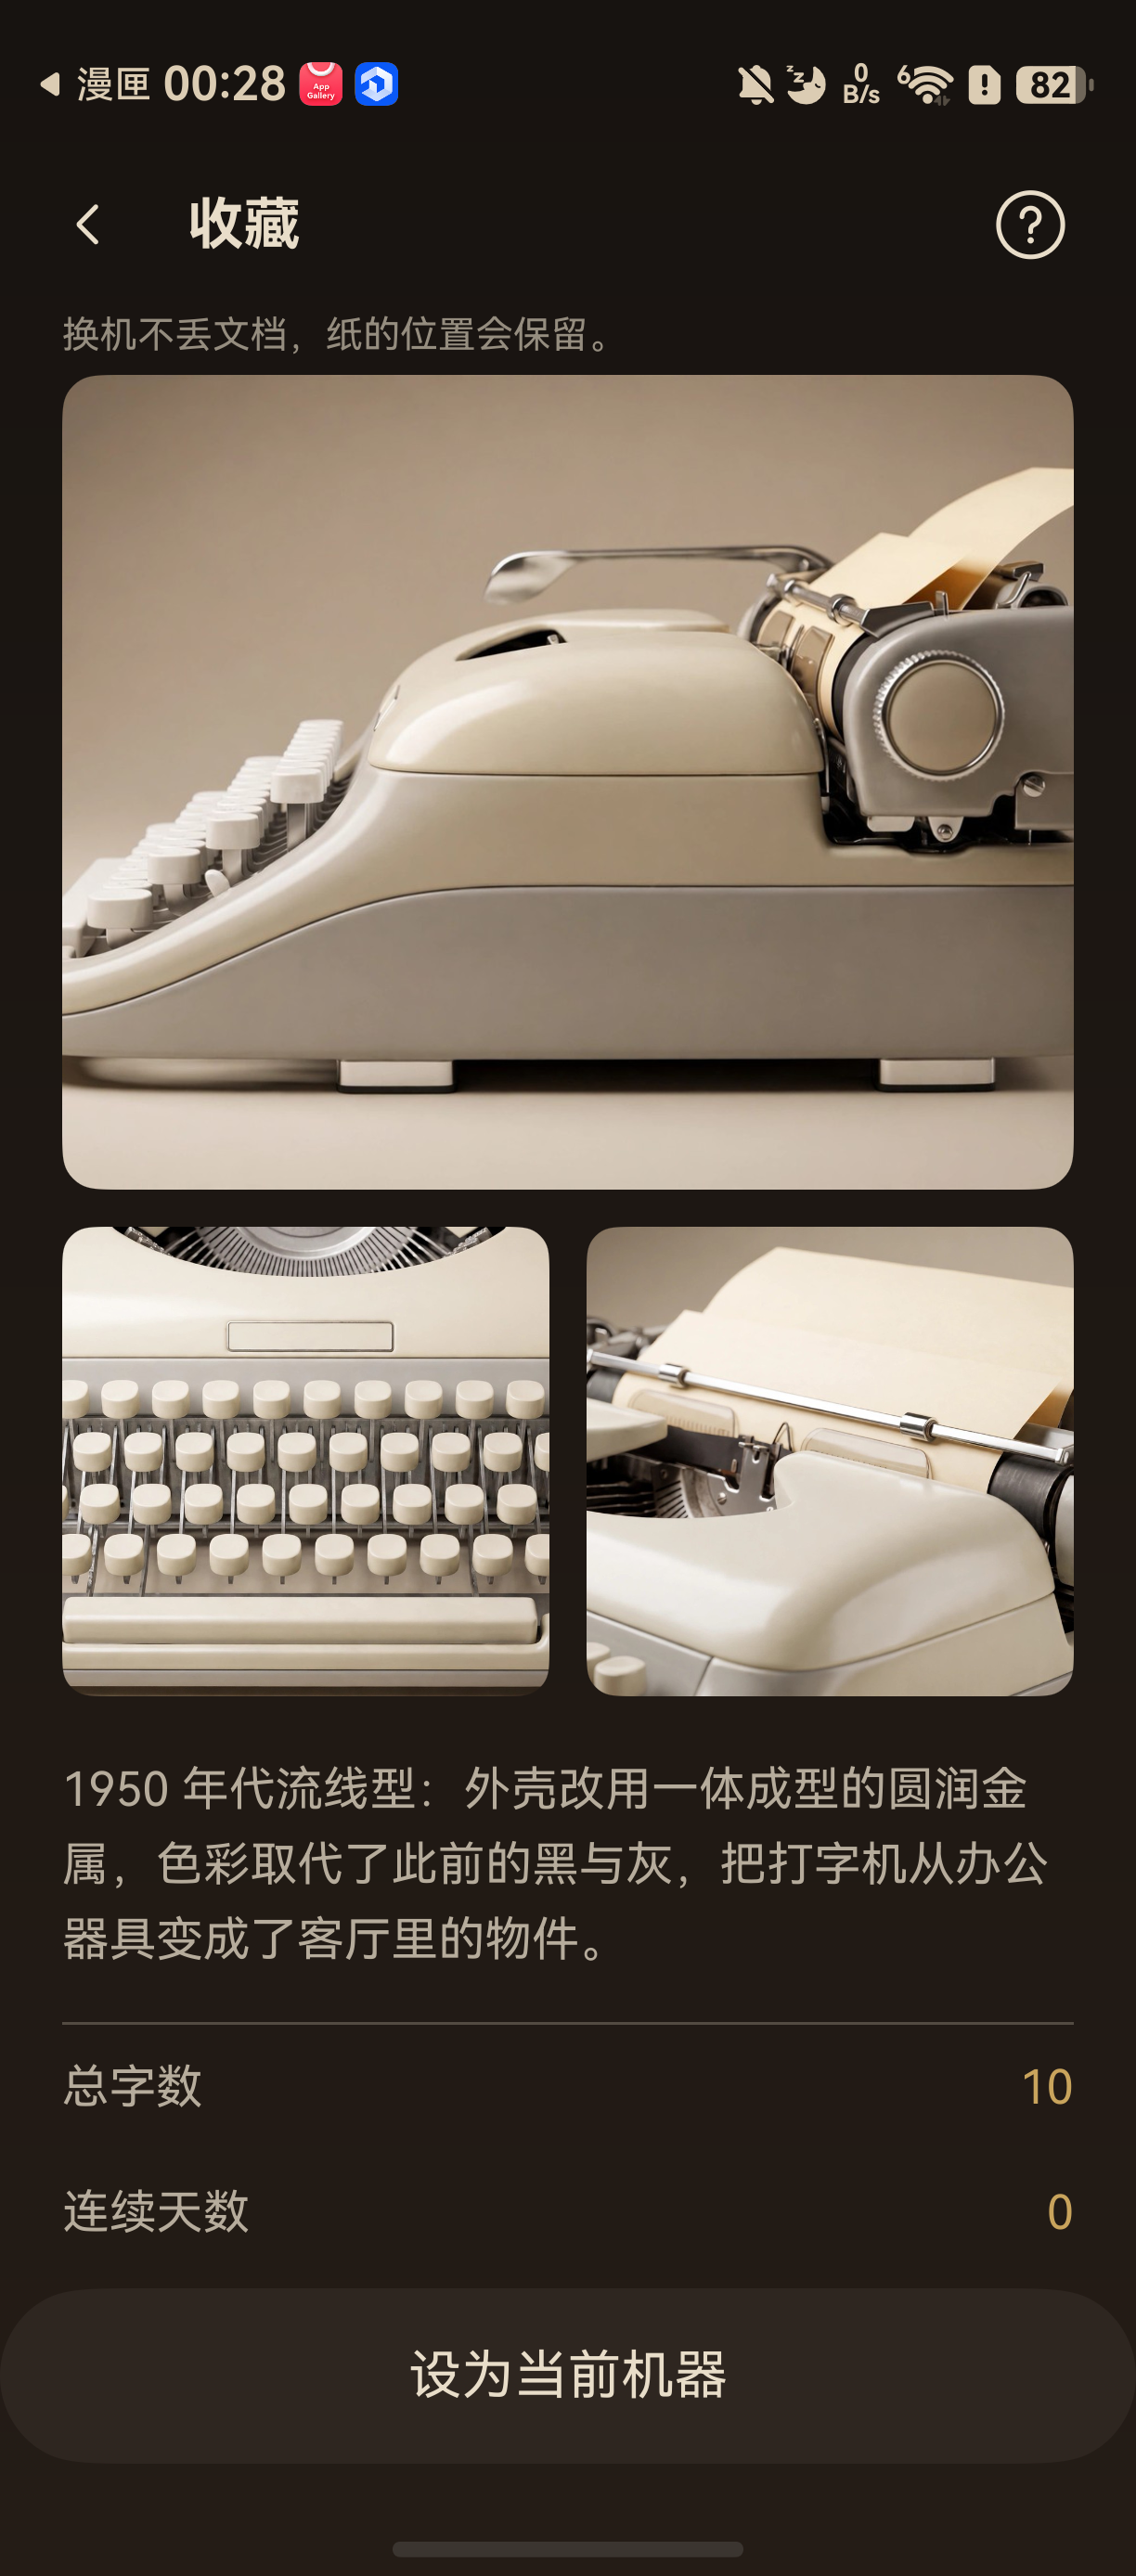 漫匣 00:28
App
Gallery
0
B/s
6
82
收藏
换机不丢文档，纸的位置会保留。
1950 年代流线型：外壳改用一体成型的圆润金
属，色彩取代了此前的黑与灰，把打字机从办公
器具变成了客厅里的物件。
总字数 10
连续天数 0
设为当前机器